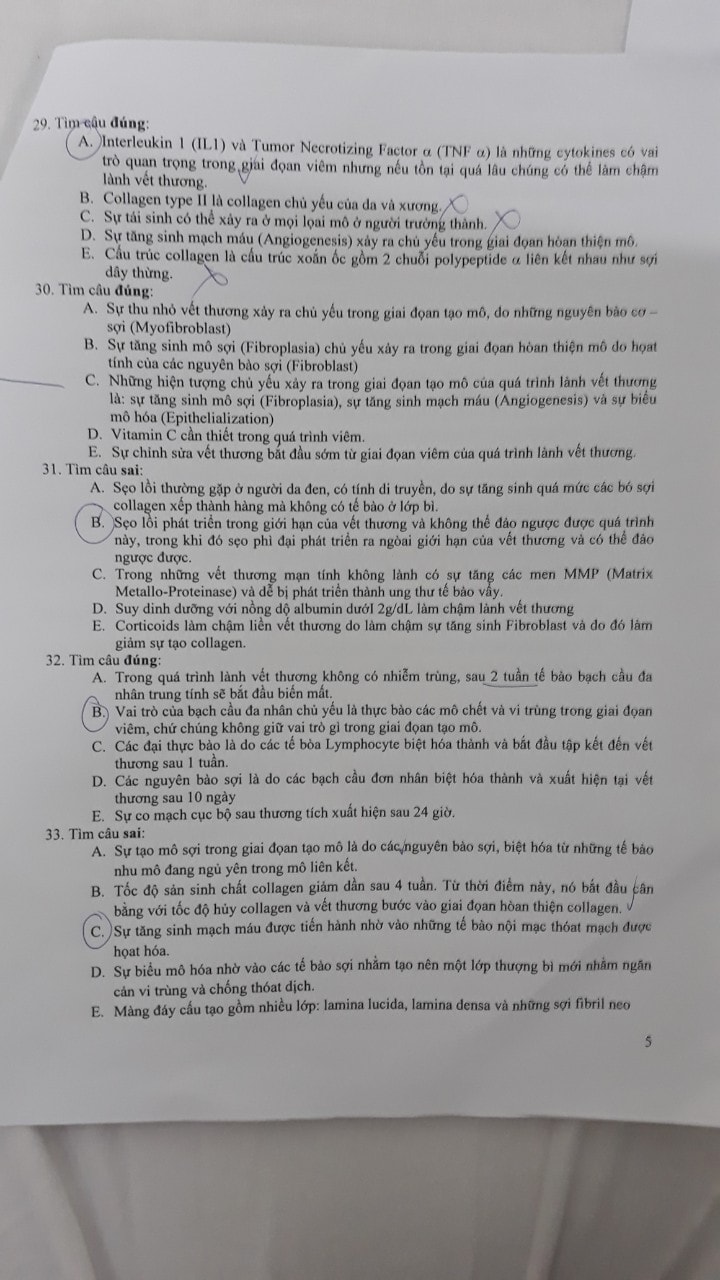 29. Tìm câu đúng:
A. Interleukin 1 (IL1) và Tumor Necrotizing Factor α (TNF α) là những cytokines có vai
trò quan trọng trong giai đọan viêm nhưng nếu tồn tại quá lâu chúng có thể làm chậm
lành vết thương.
B. Collagen type II là collagen chủ yếu của da và xương.
C. Sự tái sinh có thể xảy ra ở mọi lọai mô ở người trưởng thành.
D. Sự tăng sinh mạch máu (Angiogenesis) xảy ra chủ yếu trong giai đọan hòan thiện mô.
E. Cấu trúc collagen là cấu trúc xoắn ốc gồm 2 chuỗi polypeptide α liên kết nhau như sợi
dây thừng.
30. Tìm câu đúng:
A. Sự thu nhỏ vết thương xảy ra chủ yếu trong giai đọan tạo mô, do những nguyên bào cơ –
sợi (Myofibroblast)
B. Sự tăng sinh mô sợi (Fibroplasia) chủ yếu xảy ra trong giai đọan hòan thiện mô do họat
tính của các nguyên bào sợi (Fibroblast)
C. Những hiện tượng chủ yếu xảy ra trong giai đọan tạo mô của quá trình lành vết thương
là: sự tăng sinh mô sợi (Fibroplasia), sự tăng sinh mạch máu (Angiogenesis) và sự biểu
mô hóa (Epithelialization)
D. Vitamin C cần thiết trong quá trình viêm.
E. Sự chỉnh sửa vết thương bắt đầu sớm từ giai đọan viêm của quá trình lành vết thương.
31. Tìm câu sai:
A. Sẹo lồi thường gặp ở người da đen, có tính di truyền, do sự tăng sinh quá mức các bó sợi
collagen xếp thành hàng mà không có tế bào ở lớp bì.
B. Sẹo lồi phát triển trong giới hạn của vết thương và không thể đảo ngược được quá trình
này, trong khi đó sẹo phì đại phát triển ra ngòai giới hạn của vết thương và có thể đảo
ngược được.
C. Trong những vết thương mạn tính không lành có sự tăng các men MMP (Matrix
Metallo-Proteinase) và dễ bị phát triển thành ung thư tế bào vẩy.
D. Suy dinh dưỡng với nồng dộ albumin dướI 2g/dL làm chậm lành vết thương
E. Corticoids làm chậm liền vết thương do làm chậm sự tăng sinh Fibroblast và do đó làm
giảm sự tạo collagen.
32. Tìm câu đúng:
A. Trong quá trình lành vết thương không có nhiễm trùng, sau 2 tuần tế bào bạch cầu đa
nhân trung tính sẽ bắt đầu biến mất.
B. Vai trò của bạch cầu đa nhân chủ yếu là thực bào các mô chết và vi trùng trong giai đọan
viêm, chứ chúng không giữ vai trò gì trong giai đọan tạo mô.
C. Các đại thực bào là do các tế bòa Lymphocyte biệt hóa thành và bắt đầu tập kết đến vết
thương sau 1 tuần.
D. Các nguyên bào sợi là do các bạch cầu đơn nhân biệt hóa thành và xuất hiện tại vết
thương sau 10 ngày
E. Sự co mạch cục bộ sau thương tích xuất hiện sau 24 giờ.
33. Tìm câu sai:
A. Sự tạo mô sợi trong giai đọan tạo mô là do các nguyên bào sợi, biệt hóa từ những tế bào
nhu mô đang ngủ yên trong mô liên kết.
B. Tốc độ sản sinh chất collagen giảm dần sau 4 tuần. Từ thời điểm này, nó bắt đầu cân
bằng với tốc độ hủy collagen và vết thương bước vào giai đọan hòan thiện collagen.
C. Sự tăng sinh mạch máu được tiến hành nhờ vào những tế bào nội mạc thóat mạch được
họat hóa.
D. Sự biểu mô hóa nhờ vào các tế bào sợi nhằm tạo nên một lớp thượng bì mới nhằm ngăn
cản vi trùng và chống thóat dịch.
E. Màng đáy cấu tạo gồm nhiều lớp: lamina lucida, lamina densa và những sợi fibril neo
5